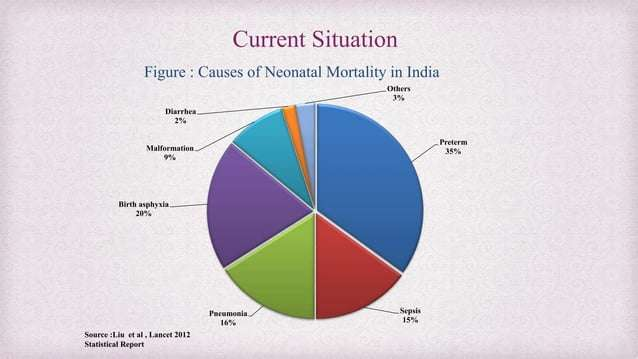 Current Situation
Figure : Causes of Neonatal Mortality in India
Others
3%
Diarrhea
2%
Preterm
35%
Malformation
9%
Birth asphyxia
20%
Pneumonia
16%
Sepsis
15%
Source :Liu et al , Lancet 2012
Statistical Report